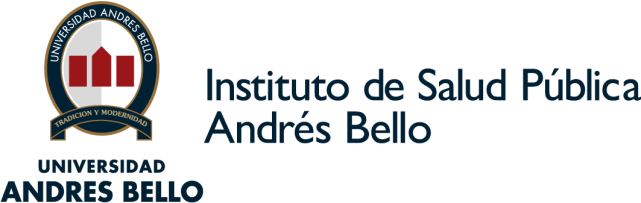 UNIVERSIDAD ANDRES BELLO
TRADICION Y MODERNIDAD
UNIVERSIDAD
ANDRES BELLO
Instituto de Salud Pública
Andrés Bello